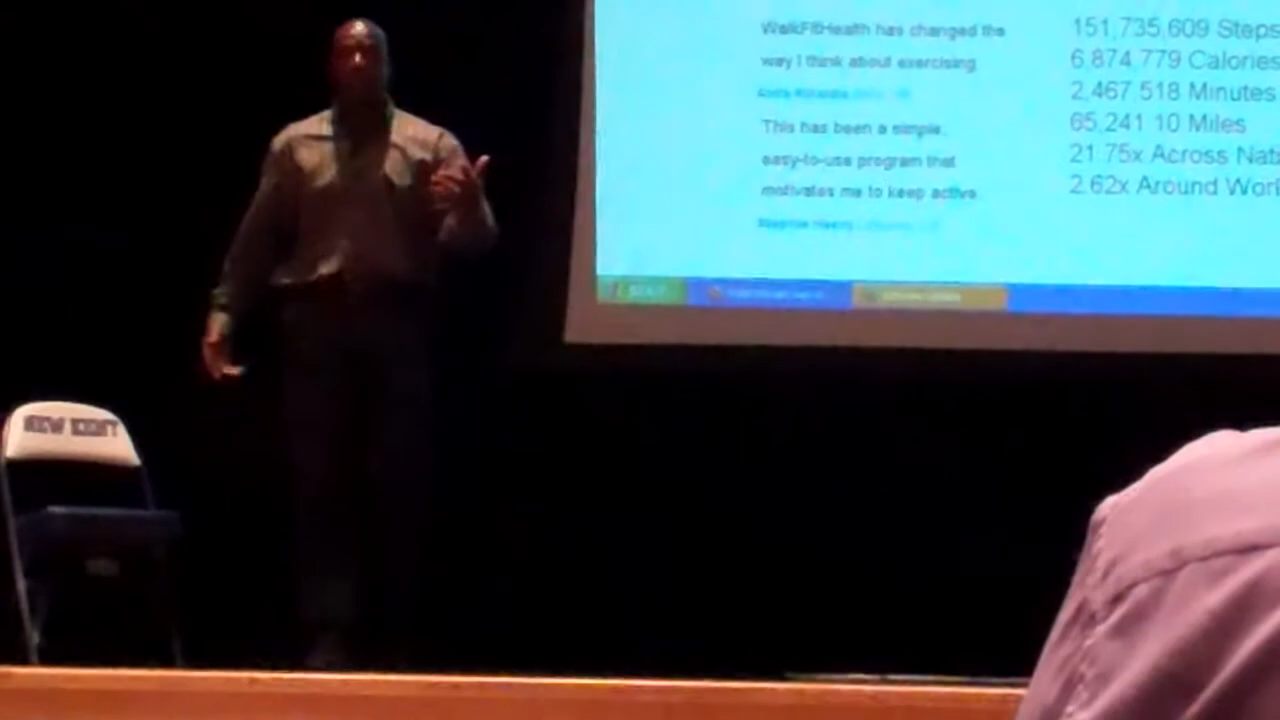 WalkFitHealth has changed the
way I think about exercising
This has been a simple,
easy-to-use program that
motivates me to keep active
151,735,609 Steps
6,874,779 Calories
2,467,518 Minutes
65,241.10 Miles
21.75x Across Nati
2.62x Around Worl
NEW KENT